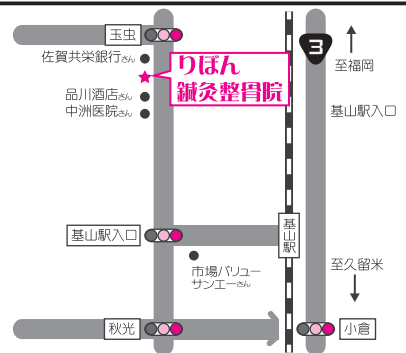 玉虫
佐賀共栄銀行さん
りぼん
鍼灸整骨院
品川酒店さん
中洲医院さん
3
至福岡
基山駅入口
基山駅入口
基山駅
市場バリュー
サンエーさん
至久留米
秋光
小倉